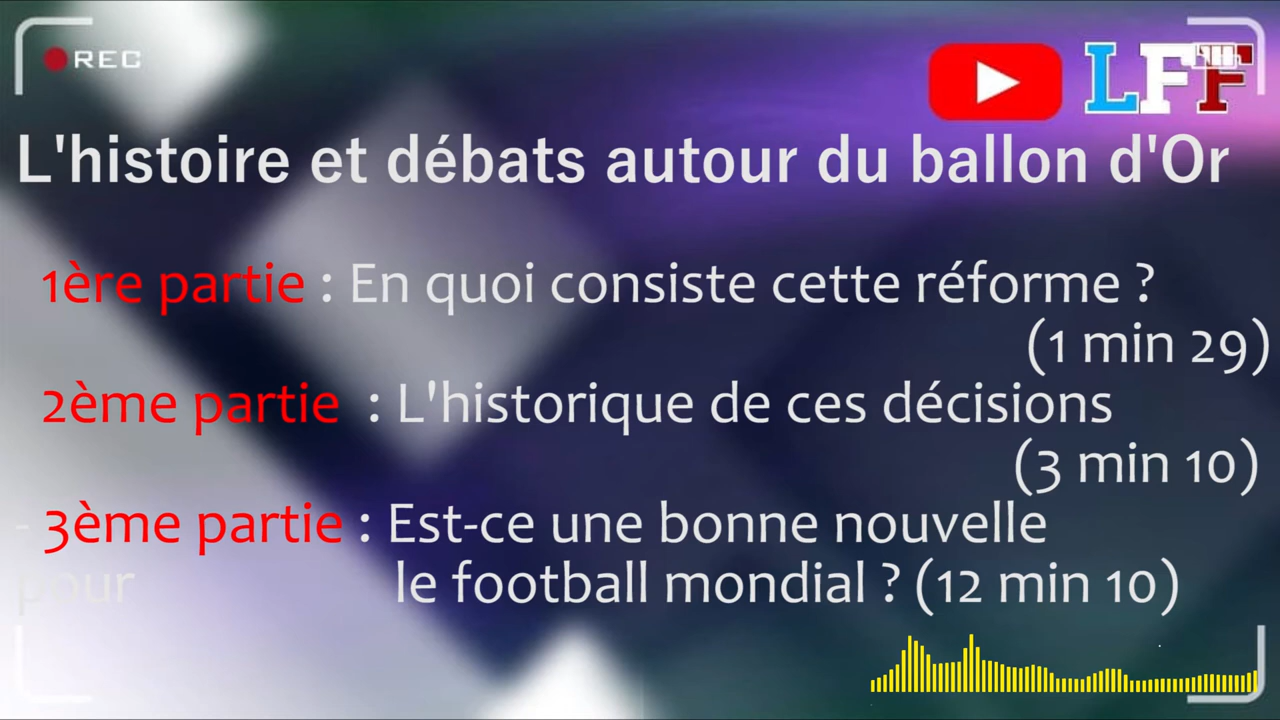 REC
LFF
L'histoire et débats autour du ballon d'Or
1ère partie : En quoi consiste cette réforme ?
(1 min 29)
2ème partie : L'historique de ces décisions
(3 min 10)
- 3ème partie : Est-ce une bonne nouvelle
pour le football mondial ? (12 min 10)